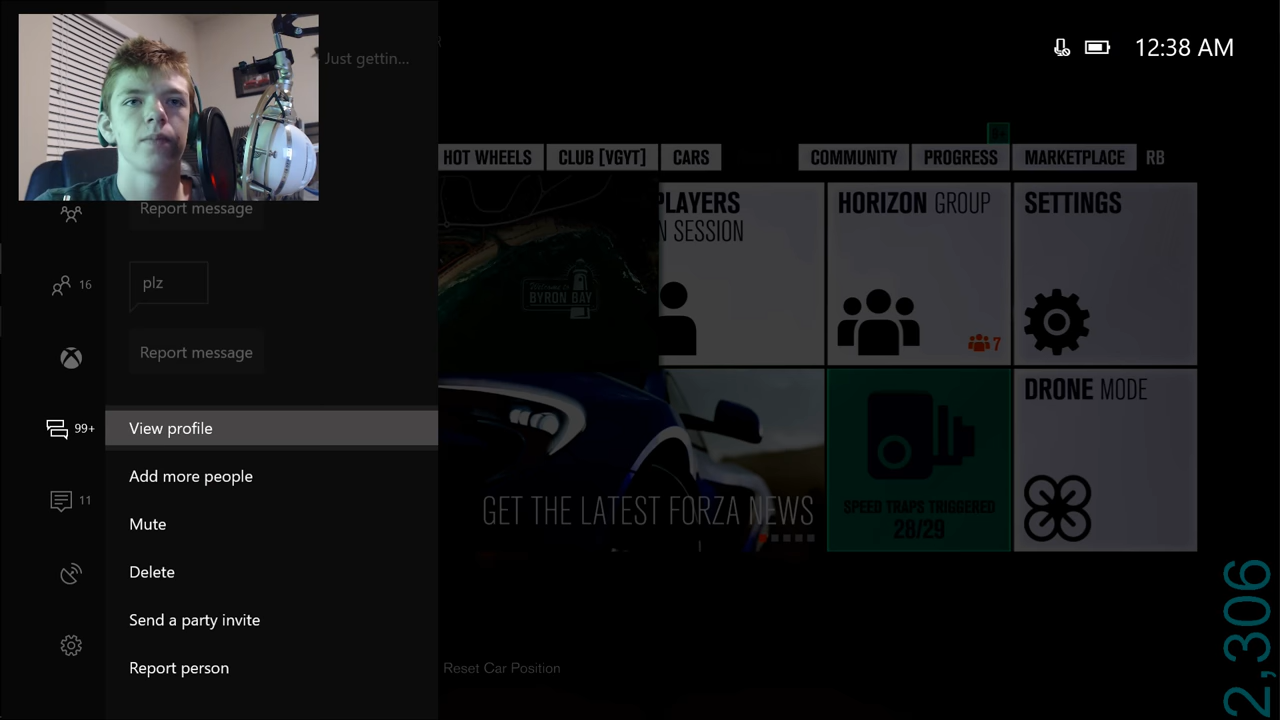 Just gettin...
12:38 AM
HOT WHEELS
CLUB [VGYT]
CARS
COMMUNITY
PROGRESS
MARKETPLACE
RB
Report message
16
plz
Report message
99+
View profile
Add more people
11
Mute
Delete
Send a party invite
Report person
PLAYERS
IN SESSION
HORIZON GROUP
7
SETTINGS
Welcome to
BYRON BAY
GET THE LATEST FORZA NEWS
SPEED TRAPS TRIGGERED
28/29
DRONE MODE
Reset Car Position
2,306